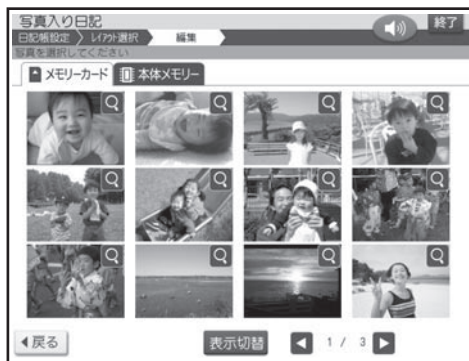 写真入り日記
終了
日記帳設定 レイアウト選択 編集
写真を選択してください
メモリーカード 本体メモリー
戻る 表示切替 1 / 3